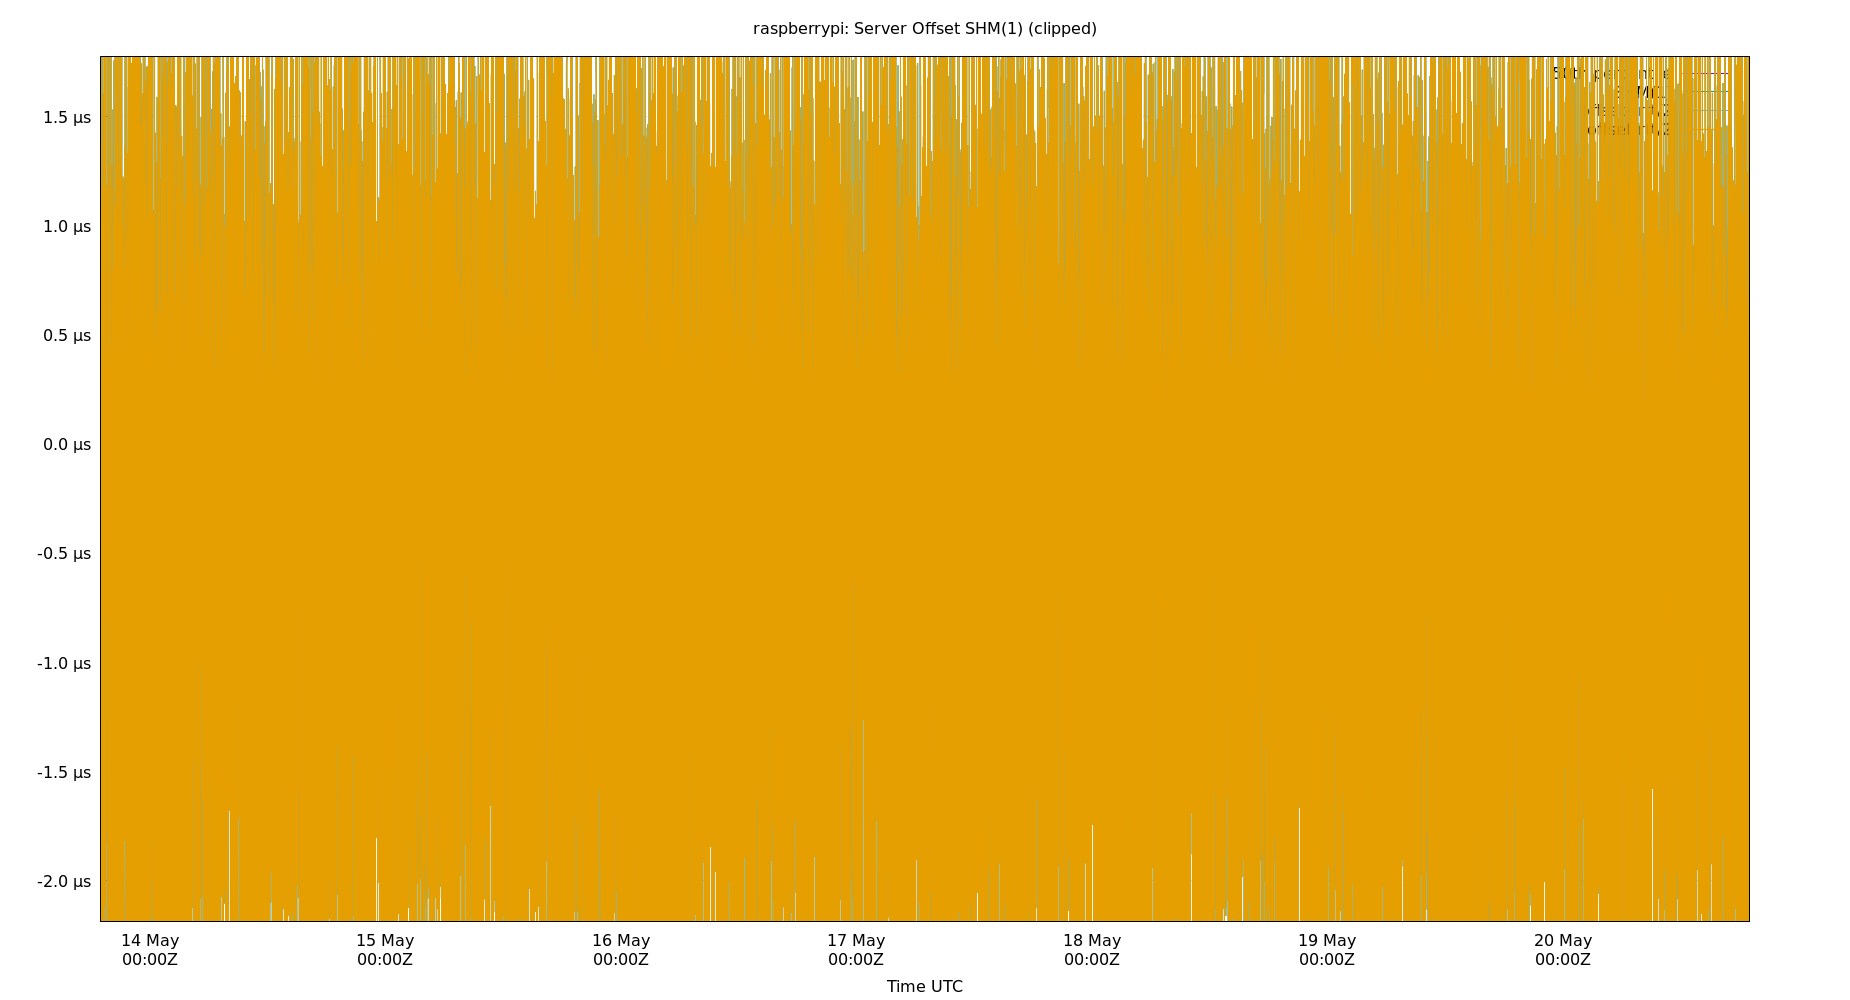 raspberrypi: Server Offset SHM(1) (clipped)
1.5 µs
1.0 µs
0.5 µs
0.0 µs
-0.5 µs
-1.0 µs
-1.5 µs
-2.0 µs
14 May 15 May 16 May 17 May 18 May 19 May 20 May
00:00Z 00:00Z 00:00Z 00:00Z 00:00Z 00:00Z 00:00Z
Time UTC